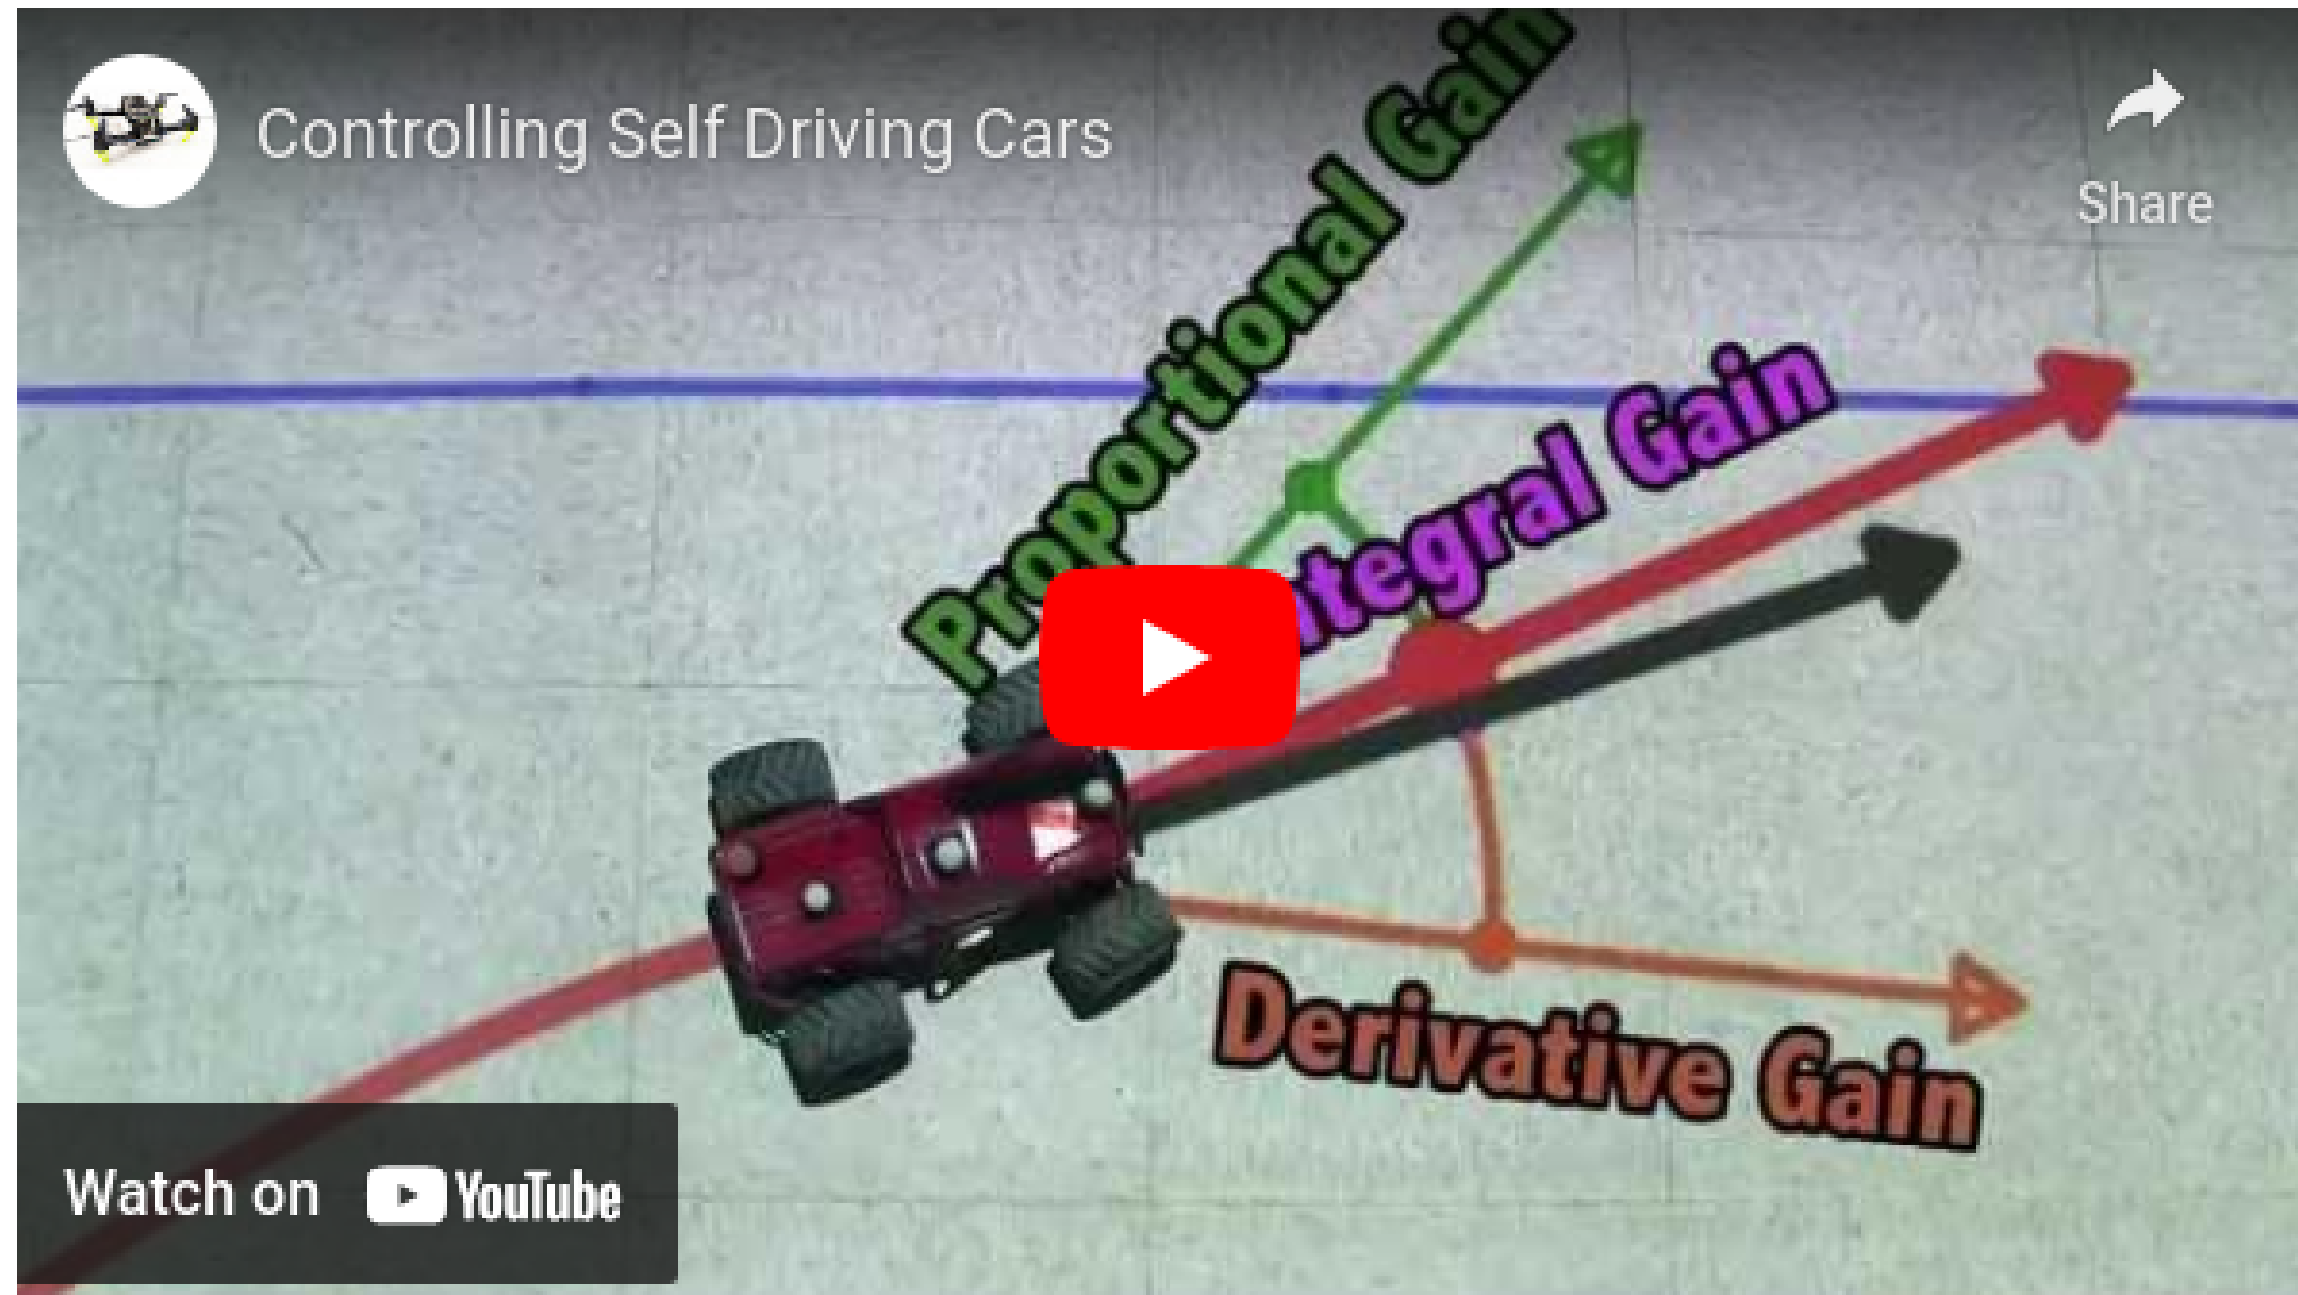 Controlling Self Driving Cars
Share
Proportional Gain
Integral Gain
Derivative Gain
Watch on YouTube